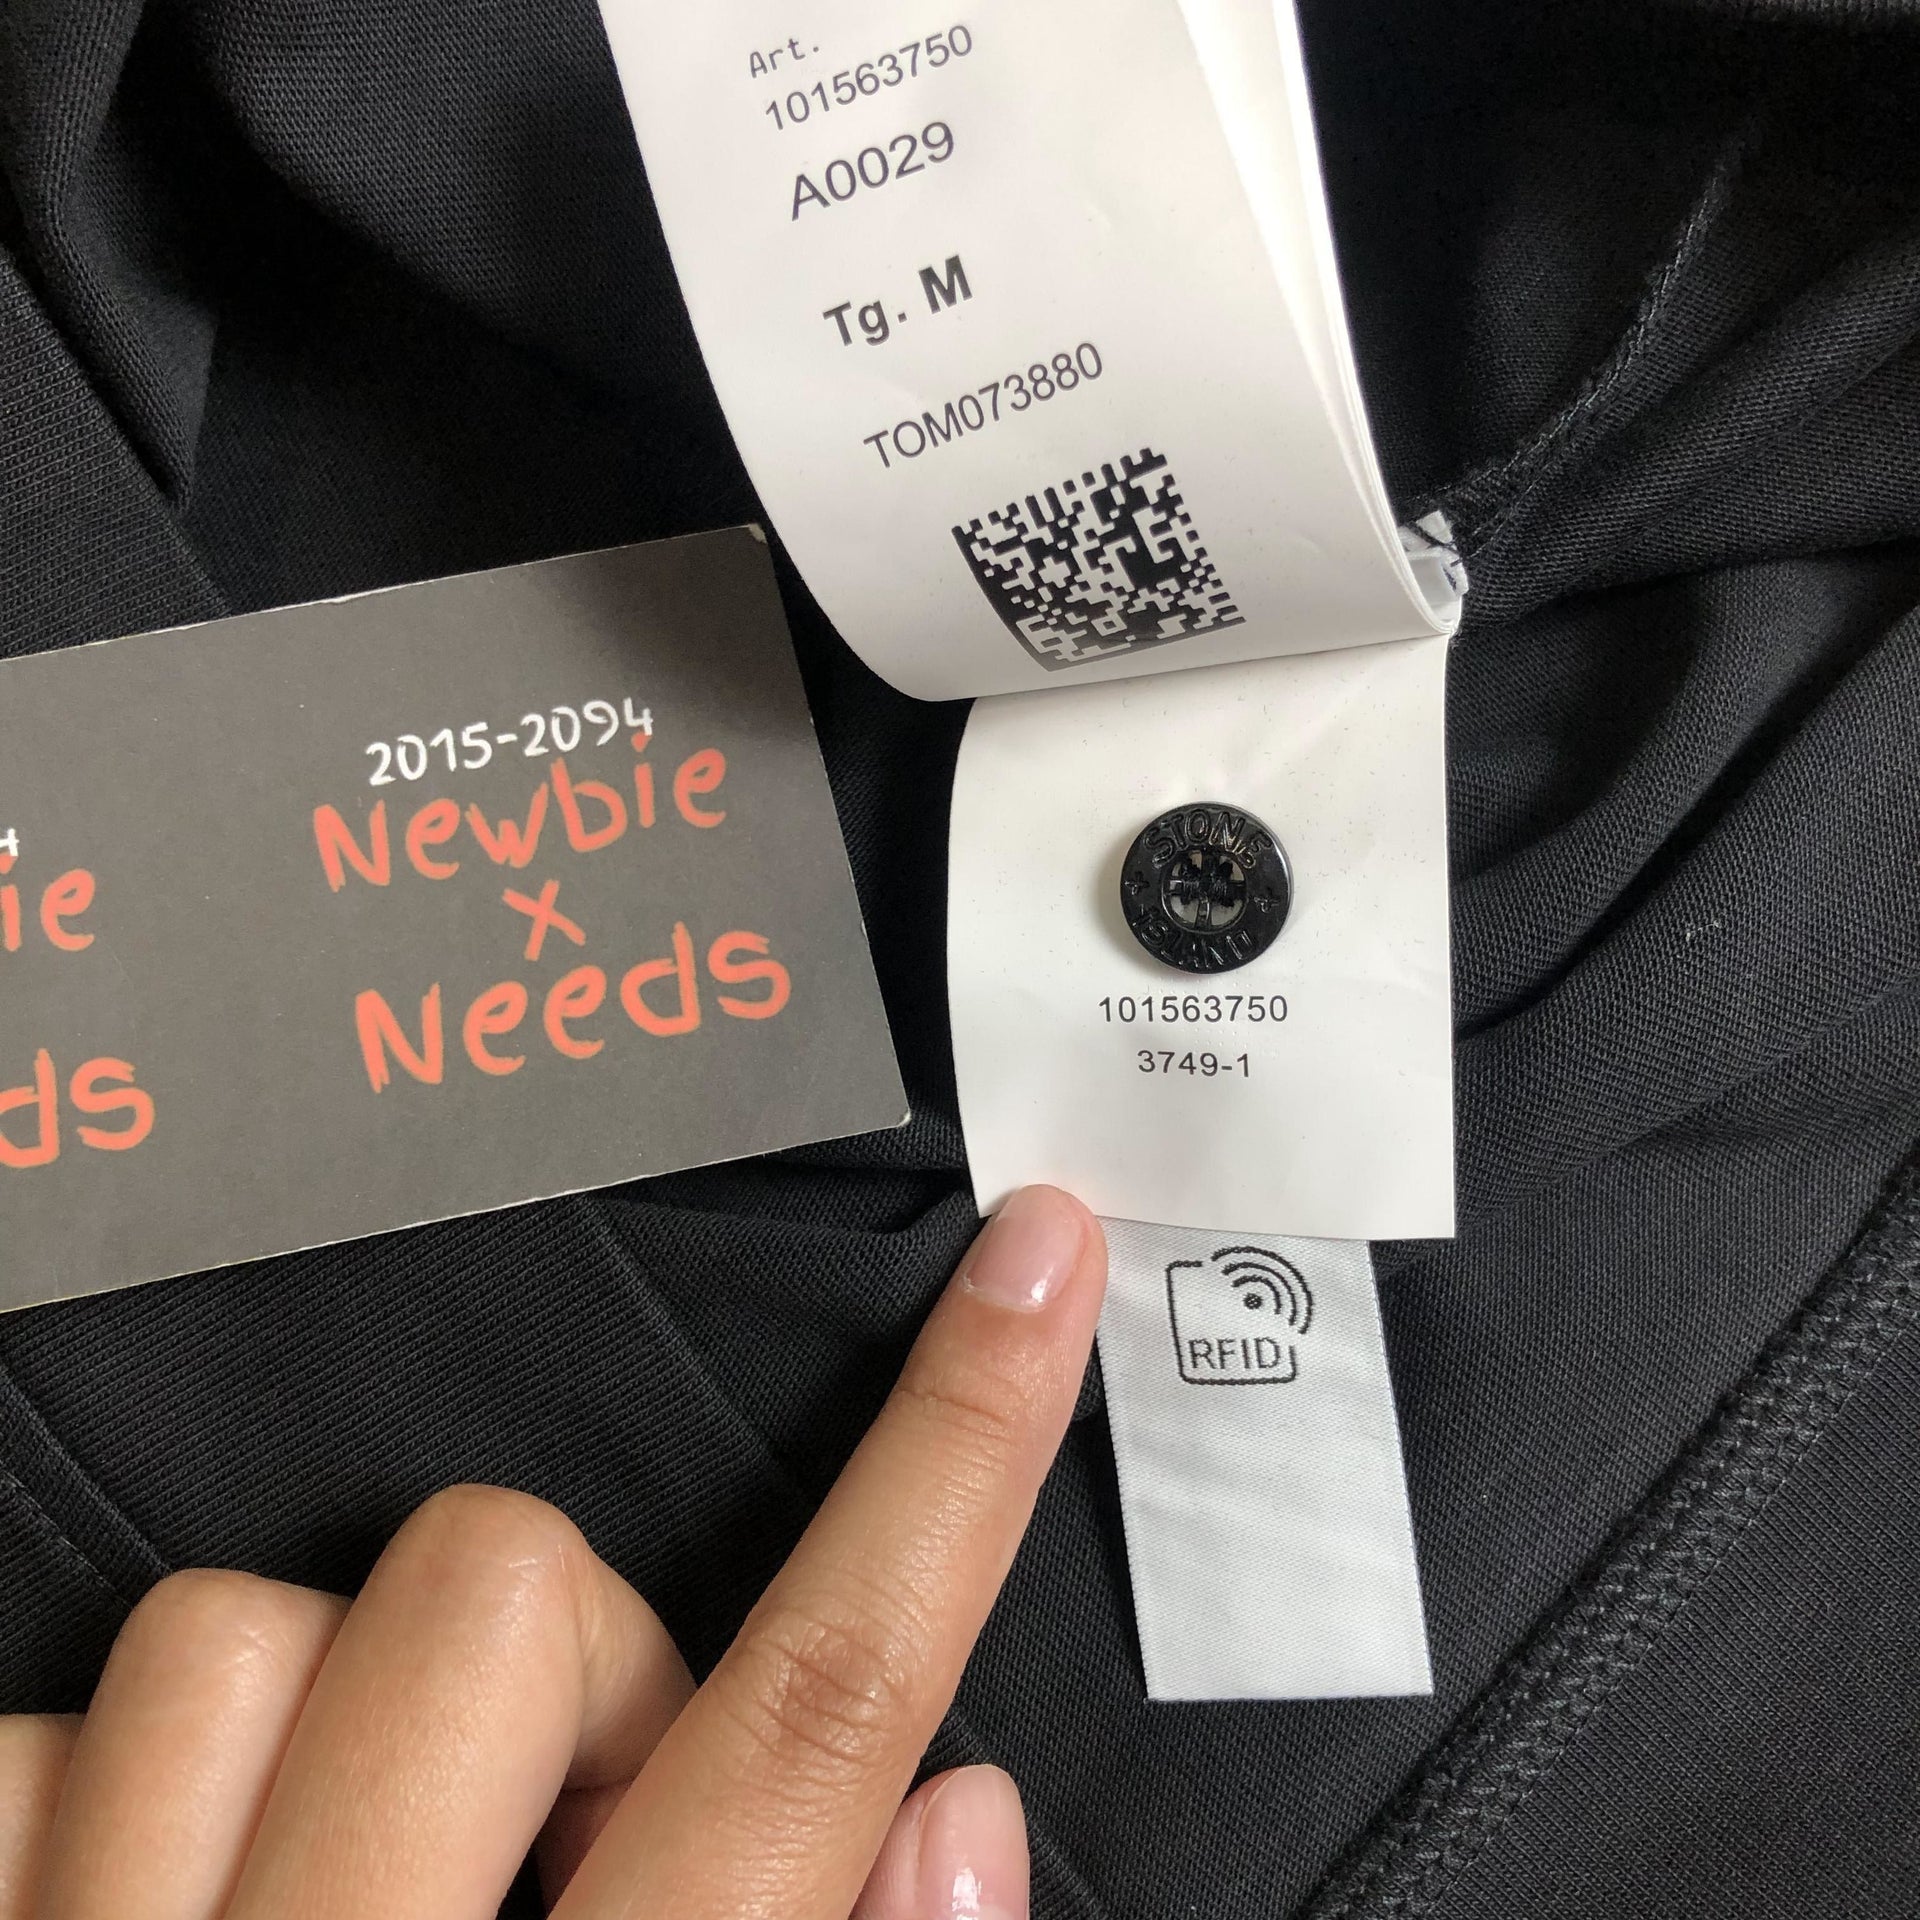 Art.
101563750
A0029
Tg. M
TOM073880
2015-2094
Newbie
x
Needs
ie
ds
STONE
ISLAND
101563750
3749-1
RFID